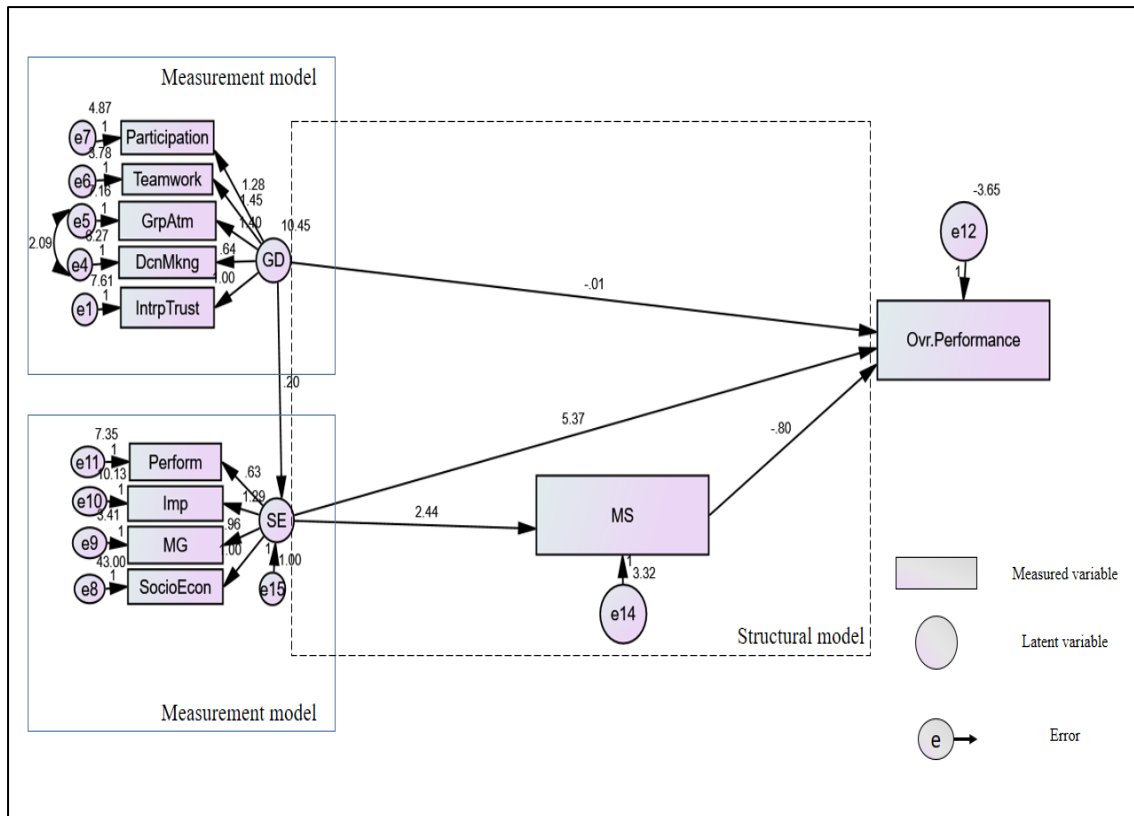 Measurement model
4.87
e7
1
Participation
3.78
e6
1
Teamwork
7.16
e5
1
GrpAtm
2.09
e4
1
DcnMkng
7.61
e1
1
IntrpTrust
1.28
1.45
1.40
.64
1.00
10.45
GD
-.01
-3.65
e12
1
Ovr.Performance
.20
5.37
-.80
7.35
e11
1
Perform
10.13
e10
1
Imp
3.41
e9
1
MG
43.00
e8
1
SocioEcon
.63
1.29
.96
1.00
SE
1
1.00
e15
2.44
MS
1
3.32
e14
Structural model
Measurement model
Measured variable
Latent variable
e
Error